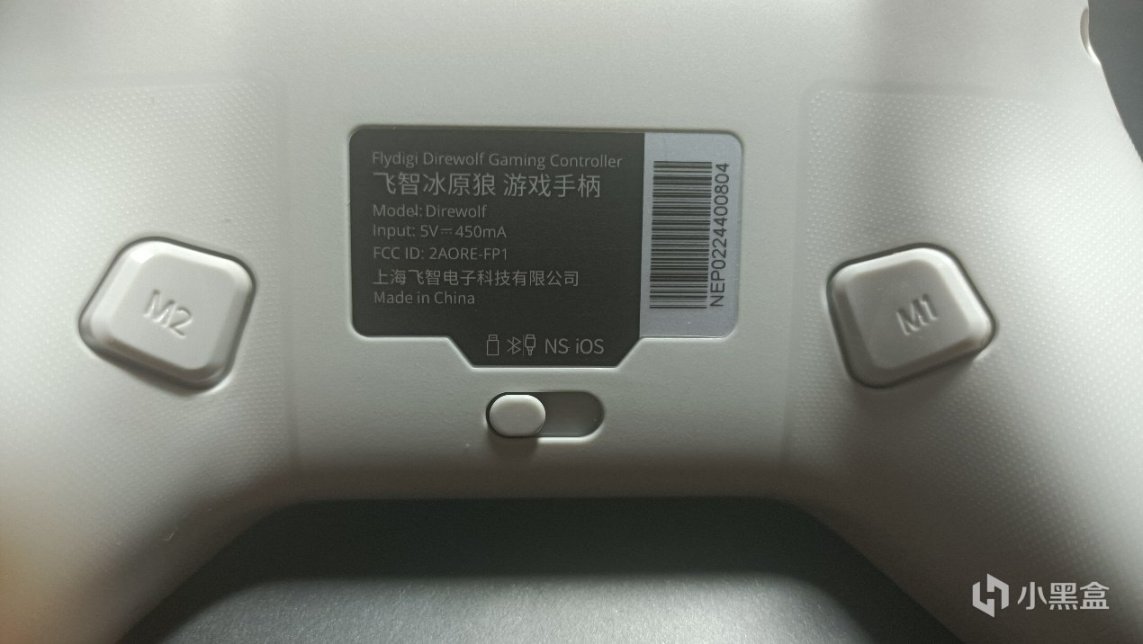 Flydigi Direwolf Gaming Controller
飞智冰原狼 游戏手柄
Model: Direwolf
Input: 5V⎓450mA
FCC ID: 2AORE-FP1
上海飞智电子科技有限公司
Made in China
NS iOS
NEP0224400804
M2
M1
小黑盒